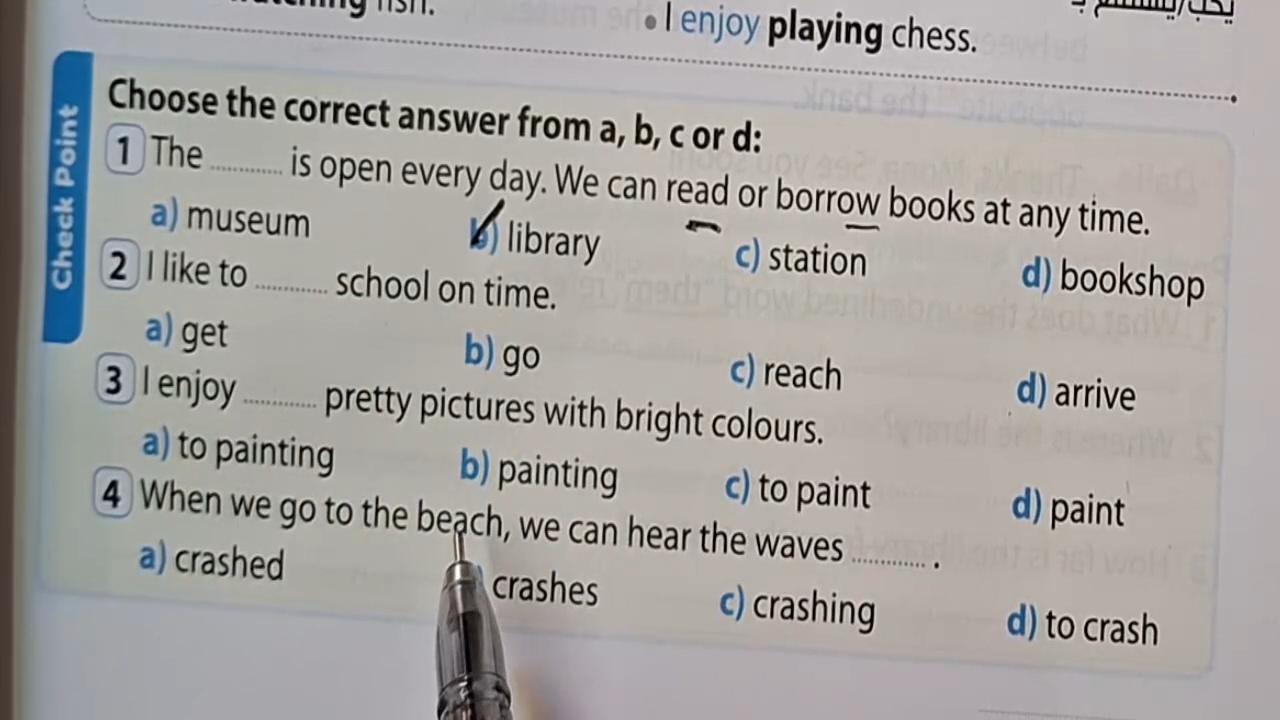 fish.
• I enjoy playing chess.
Check Point
Choose the correct answer from a, b, c or d:
1 The ............ is open every day. We can read or borrow books at any time.
a) museum b) library c) station d) bookshop
2 I like to ............ school on time.
a) get b) go c) reach d) arrive
3 I enjoy ............ pretty pictures with bright colours.
a) to painting b) painting c) to paint d) paint
4 When we go to the beach, we can hear the waves ............ .
a) crashed crashes c) crashing d) to crash